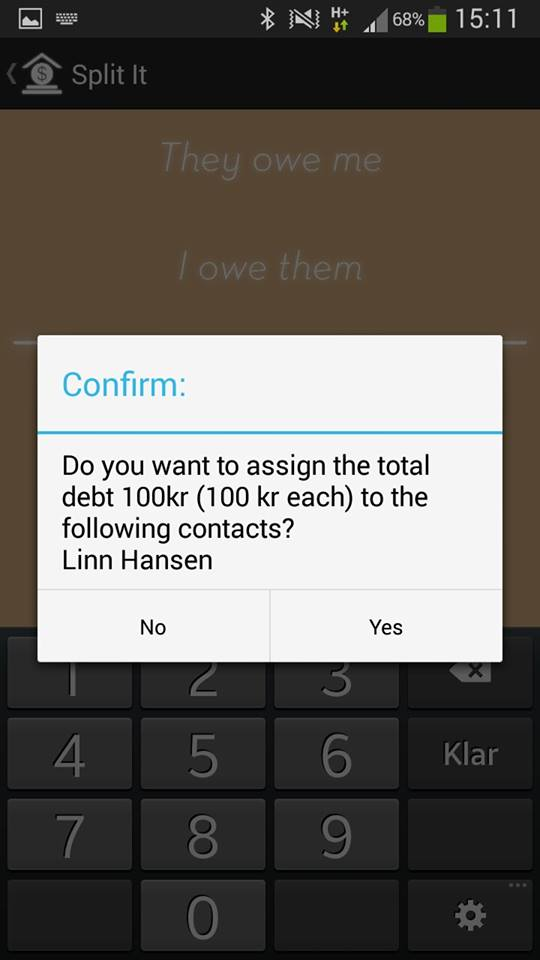 H+
68%
15:11
Split It
They owe me
I owe them
Confirm:
Do you want to assign the total
debt 100kr (100 kr each) to the
following contacts?
Linn Hansen
No
Yes
1
2
3
4
5
6
Klar
7
8
9
0